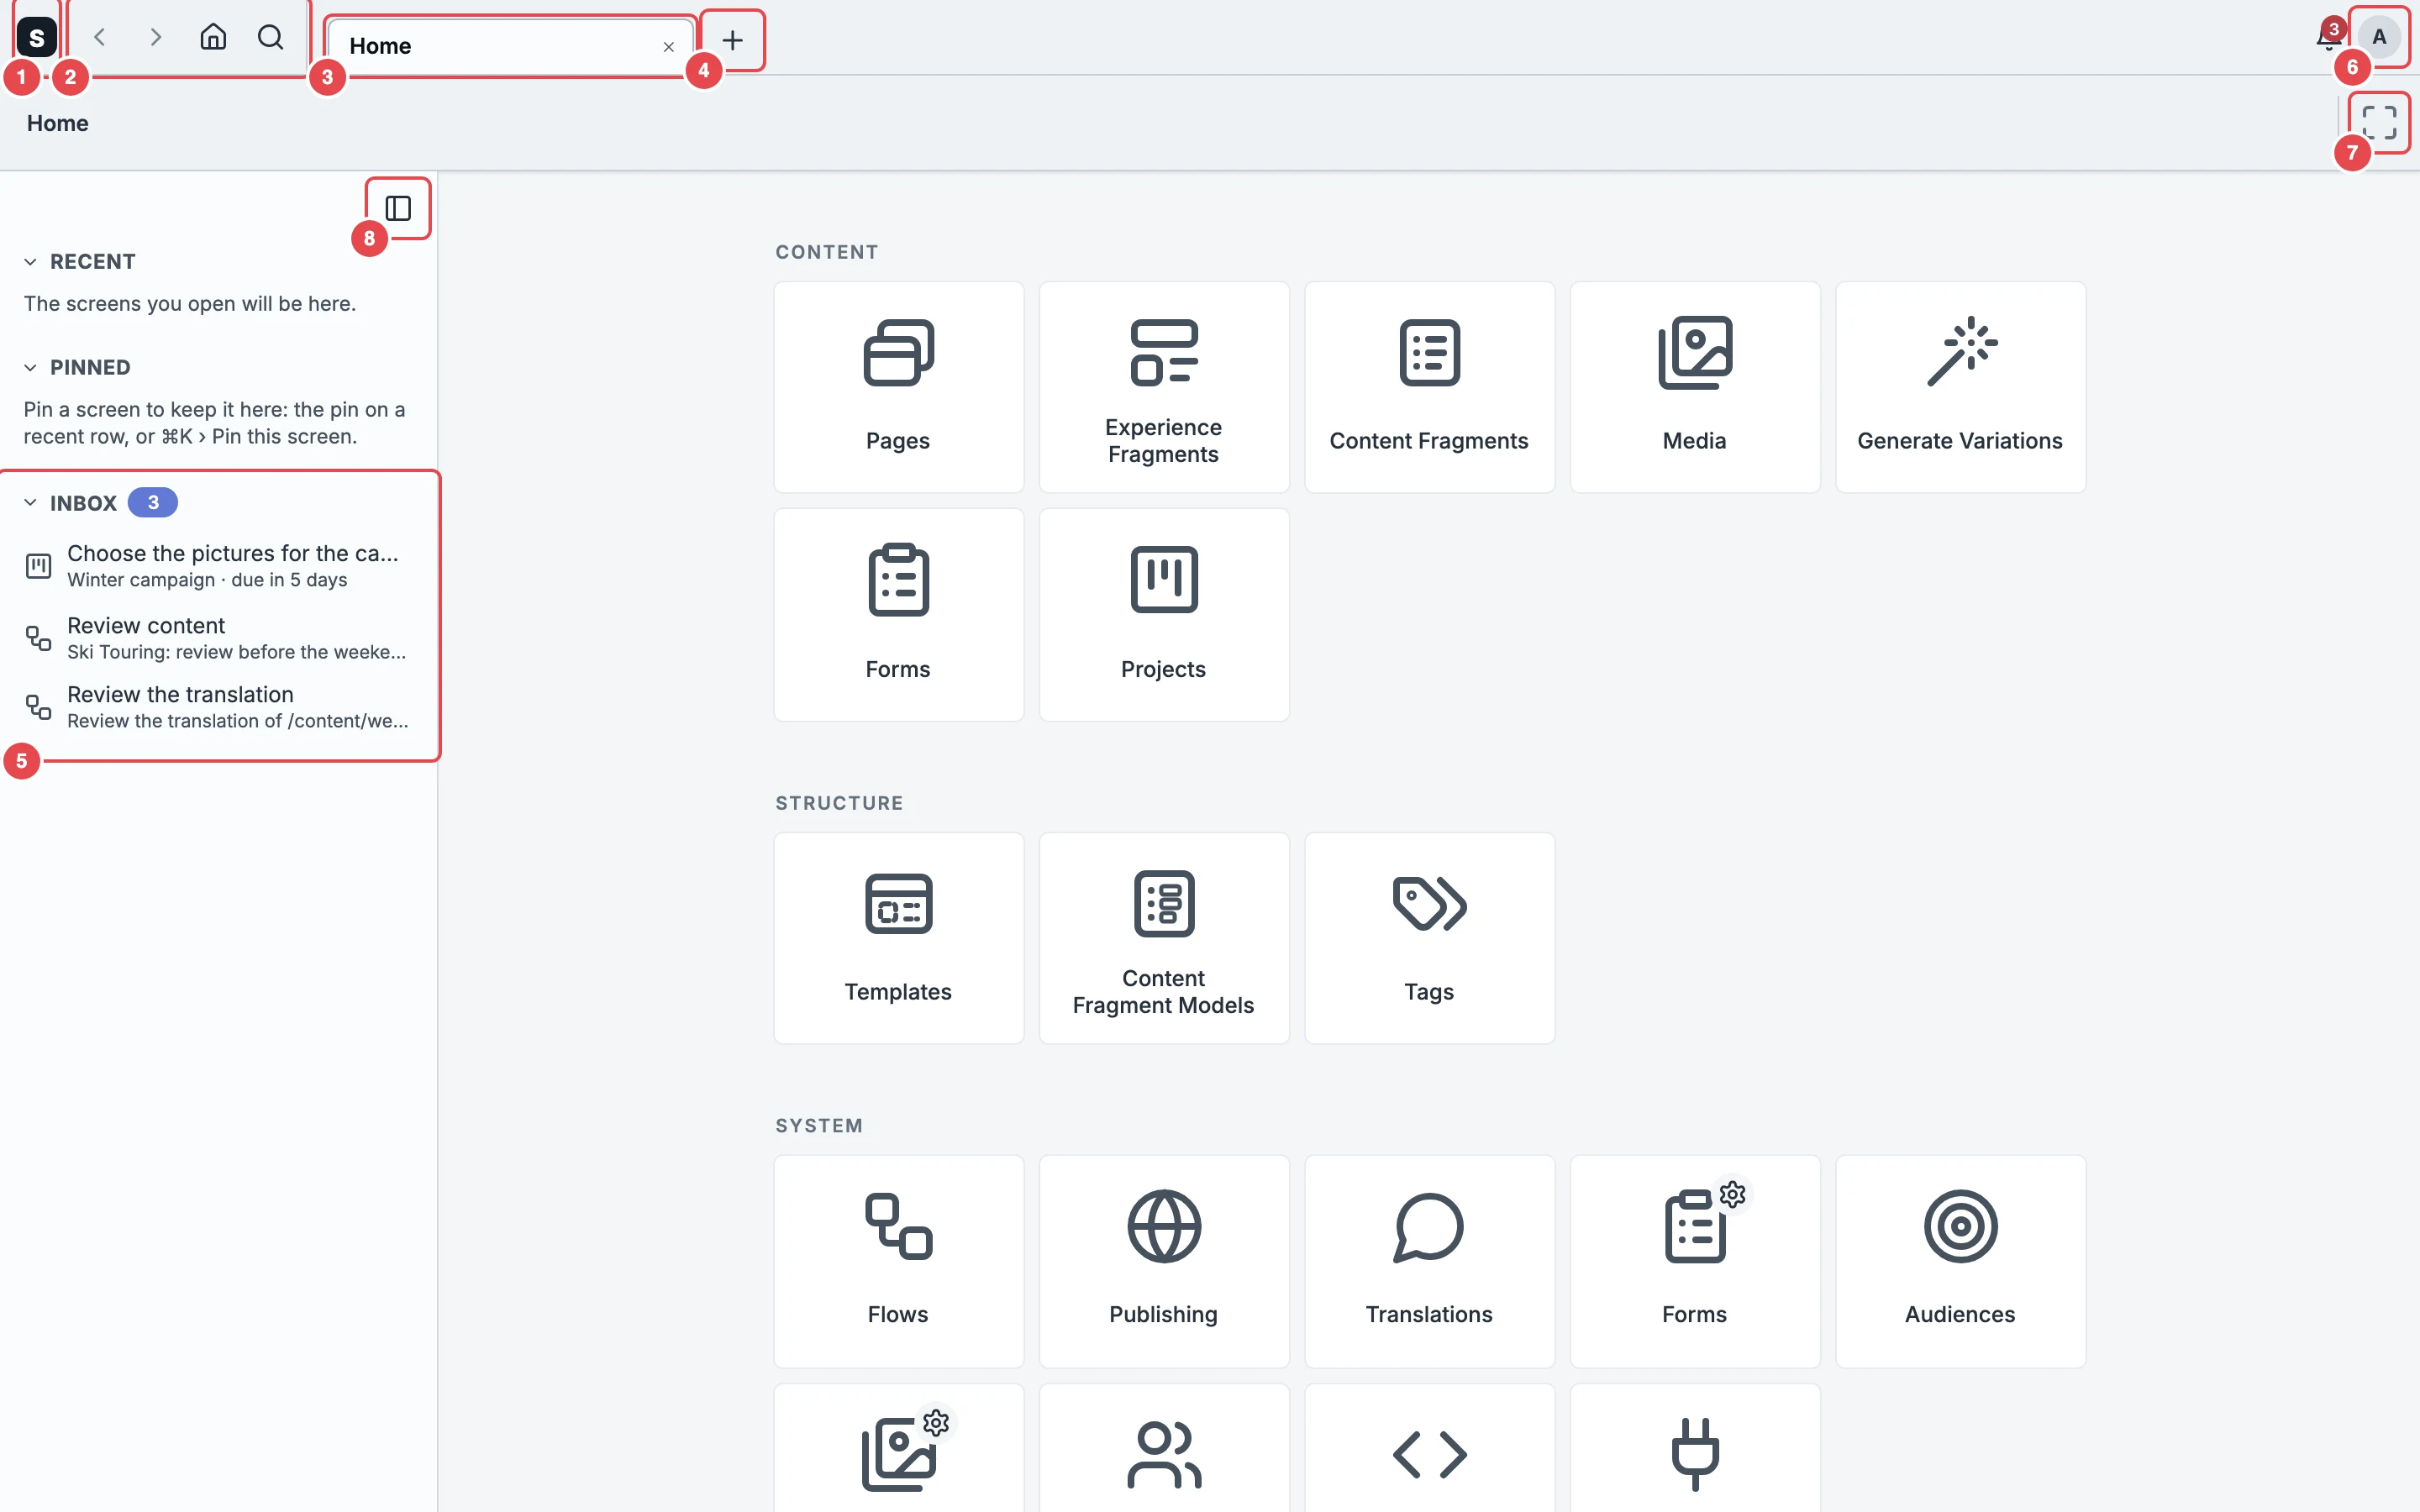 S
Home
3
A
1
2
3
4
6
Home
7
8
RECENT
The screens you open will be here.
PINNED
Pin a screen to keep it here: the pin on a
recent row, or ⌘K › Pin this screen.
INBOX 3
Choose the pictures for the ca...
Winter campaign · due in 5 days
Review content
Ski Touring: review before the weeke...
Review the translation
Review the translation of /content/we...
5
CONTENT
Pages
Experience
Fragments
Content Fragments
Media
Generate Variations
Forms
Projects
STRUCTURE
Templates
Content
Fragment Models
Tags
SYSTEM
Flows
Publishing
Translations
Forms
Audiences